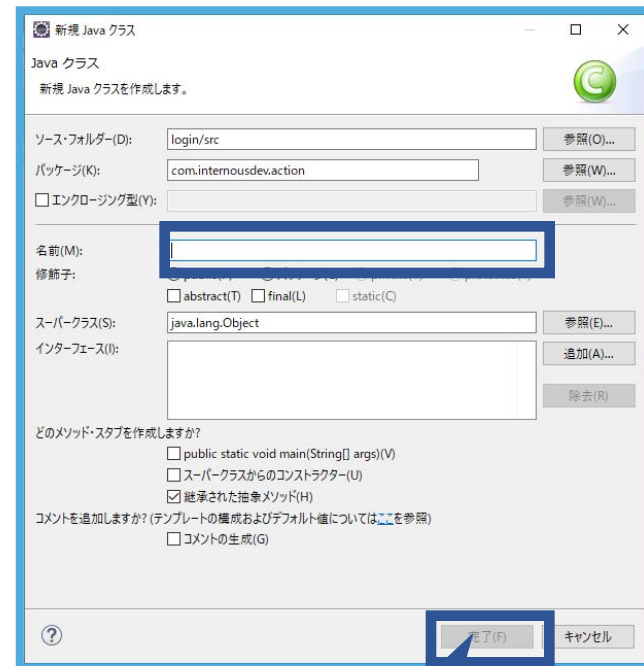 新規 Java クラス
Java クラス
新規 Java クラスを作成します。
ソース・フォルダー(D): login/src 参照(O)...
パッケージ(K): com.internousdev.action 参照(W)...
エンクロージング型(Y): 参照(W)...
名前(M):
修飾子:
abstract(T) final(L) static(C)
スーパークラス(S): java.lang.Object 参照(E)...
インターフェース(I): 追加(A)...
除去(R)
どのメソッド・スタブを作成しますか?
public static void main(String[] args)(V)
スーパークラスからのコンストラクター(U)
継承された抽象メソッド(H)
コメントを追加しますか? (テンプレートの構成およびデフォルト値についてはここを参照)
コメントの生成(G)
完了(F) キャンセル